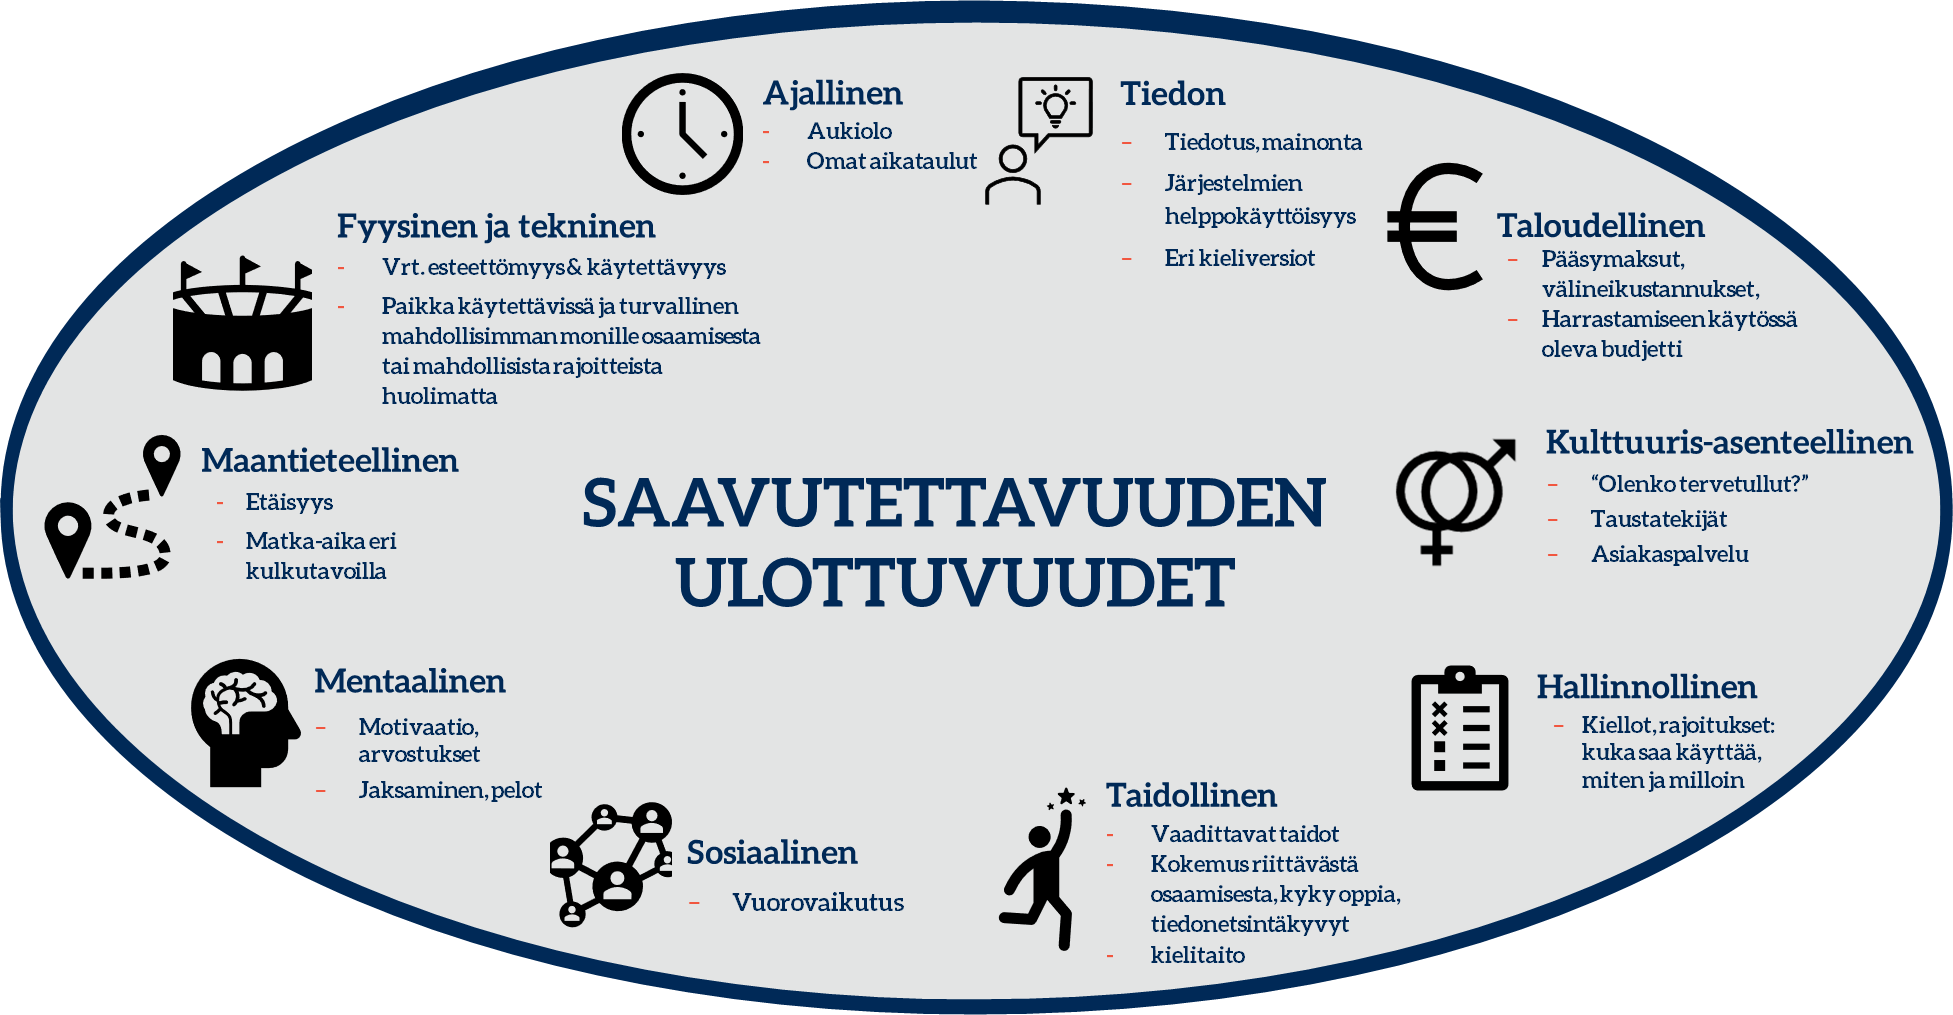 Ajallinen
- Aukiolo
- Omat aikataulut
Tiedon
- Tiedotus, mainonta
- Järjestelmien
helppokäyttöisyys
- Eri kieliversiot
Taloudellinen
- Pääsymaksut,
välineikustannukset,
- Harrastamiseen käytössä
oleva budjetti
Fyysinen ja tekninen
- Vrt. esteettömyys & käytettävyys
- Paikka käytettävissä ja turvallinen
mahdollisimman monille osaamisesta
tai mahdollisista rajoitteista
huolimatta
Maantieteellinen
- Etäisyys
- Matka-aika eri
kulkutavoilla
SAAVUTETTAVUUDEN
ULOTTUVUUDET
Kulttuuris-asenteellinen
- “Olenko tervetullut?”
- Taustatekijät
- Asiakaspalvelu
Mentaalinen
- Motivaatio,
arvostukset
- Jaksaminen, pelot
Hallinnollinen
- Kiellot, rajoitukset:
kuka saa käyttää,
miten ja milloin
Sosiaalinen
- Vuorovaikutus
Taidollinen
- Vaadittavat taidot
- Kokemus riittävästä
osaamisesta, kyky oppia,
tiedonetsintäkyvyt
- kielitaito